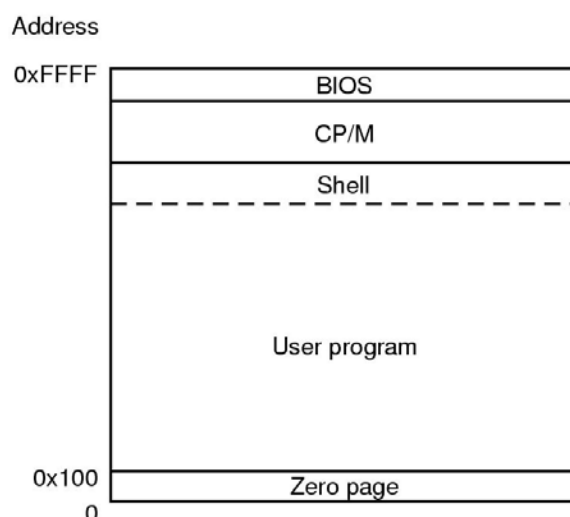 Address
0xFFFF
BIOS
CP/M
Shell
User program
0x100
Zero page
0